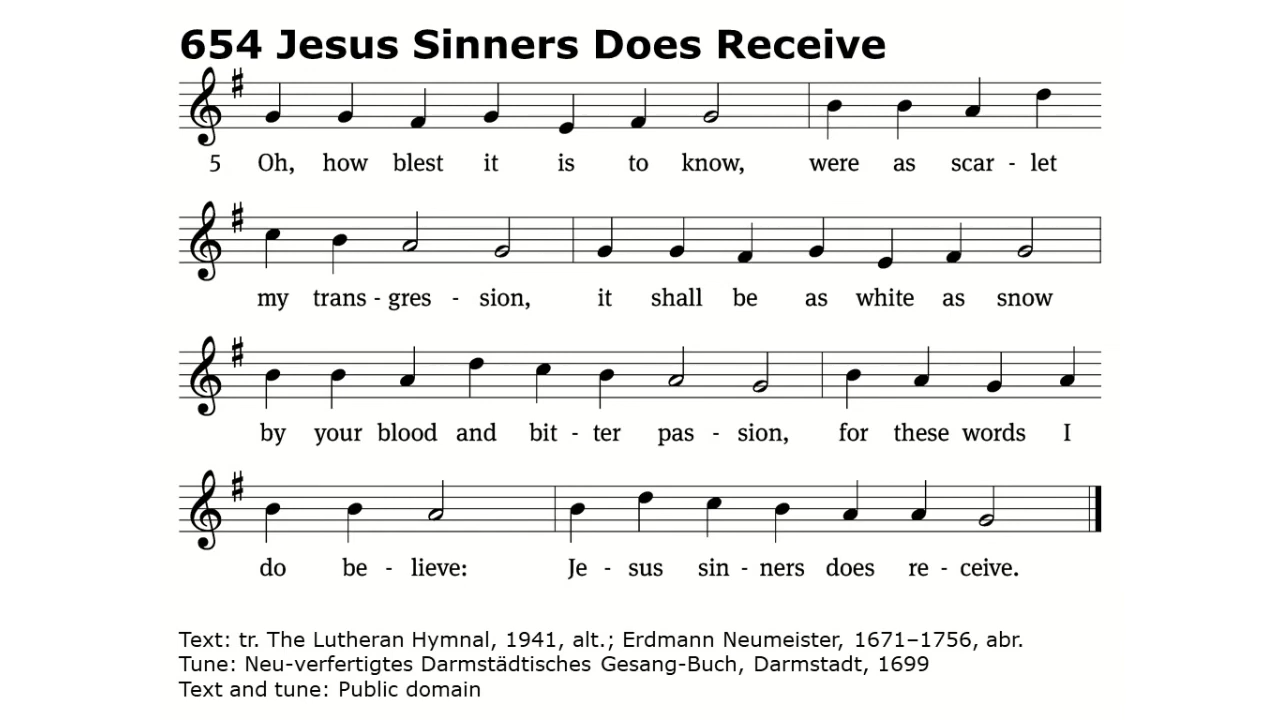 654 Jesus Sinners Does Receive
5 Oh, how blest it is to know, were as scar - let
my trans - gres - sion, it shall be as white as snow
by your blood and bit - ter pas - sion, for these words I
do be - lieve: Je - sus sin - ners does re - ceive.
Text: tr. The Lutheran Hymnal, 1941, alt.; Erdmann Neumeister, 1671–1756, abr.
Tune: Neu-verfertigtes Darmstädtisches Gesang-Buch, Darmstadt, 1699
Text and tune: Public domain